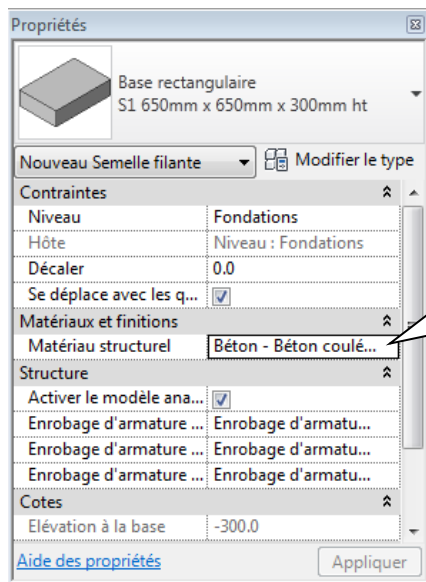 Propriétés
Base rectangulaire
S1 650mm x 650mm x 300mm ht
Nouveau Semelle filante Modifier le type
Contraintes
Niveau Fondations
Hôte Niveau : Fondations
Décaler 0.0
Se déplace avec les q...
Matériaux et finitions
Matériau structurel Béton - Béton coulé...
Structure
Activer le modèle ana...
Enrobage d'armature ... Enrobage d'armatu...
Enrobage d'armature ... Enrobage d'armatu...
Enrobage d'armature ... Enrobage d'armatu...
Cotes
Elévation à la base -300.0
Aide des propriétés Appliquer